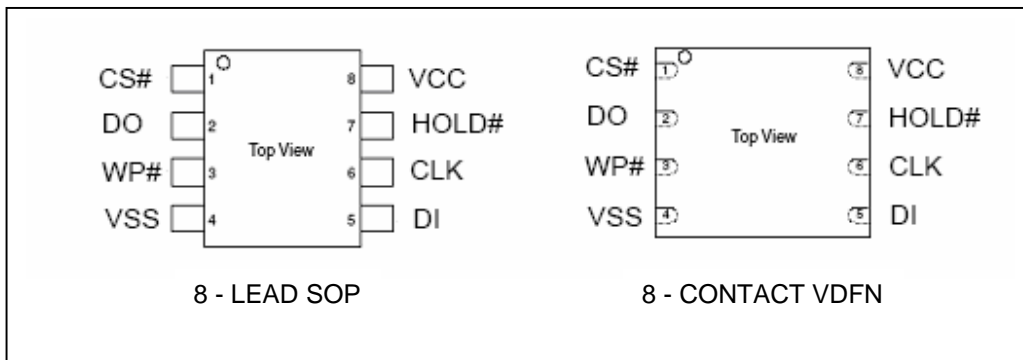 CS# 1 8 VCC
DO 2 7 HOLD#
Top View
WP# 3 6 CLK
VSS 4 5 DI
8 - LEAD SOP
CS# 1 8 VCC
DO 2 7 HOLD#
Top View
WP# 3 6 CLK
VSS 4 5 DI
8 - CONTACT VDFN